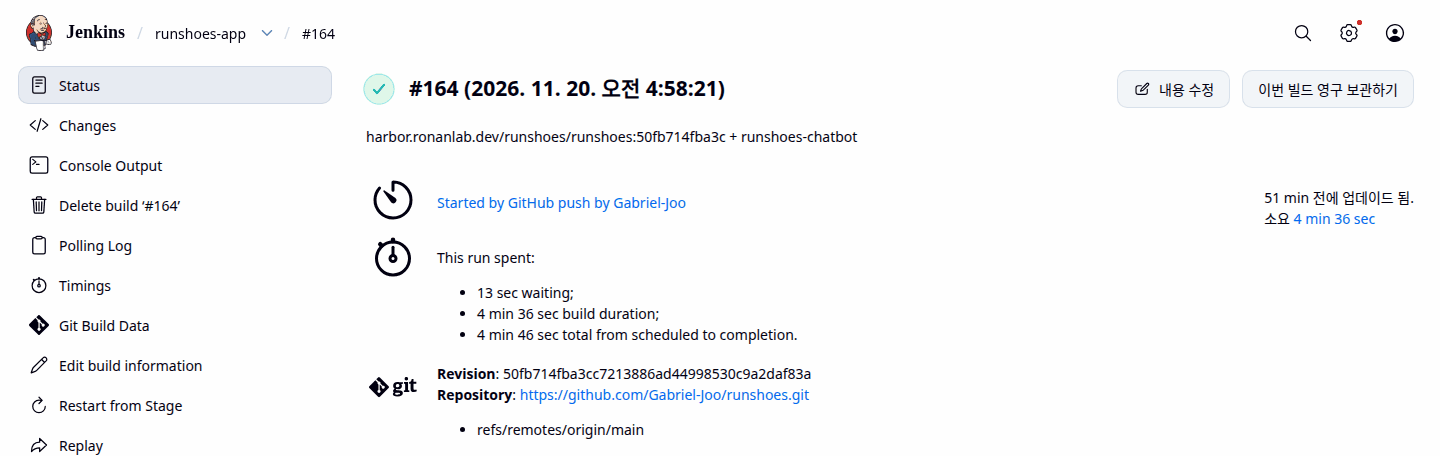 Jenkins / runshoes-app / #164
Status
Changes
Console Output
Delete build ‘#164’
Polling Log
Timings
Git Build Data
Edit build information
Restart from Stage
Replay
#164 (2026. 11. 20. 오전 4:58:21)
내용 수정
이번 빌드 영구 보관하기
harbor.ronanlab.dev/runshoes/runshoes:50fb714fba3c + runshoes-chatbot
Started by GitHub push by Gabriel-Joo
51 min 전에 업데이드 됨.
소요 4 min 36 sec
This run spent:
13 sec waiting;
4 min 36 sec build duration;
4 min 46 sec total from scheduled to completion.
git
Revision: 50fb714fba3cc7213886ad44998530c9a2daf83a
Repository: https://github.com/Gabriel-Joo/runshoes.git
refs/remotes/origin/main